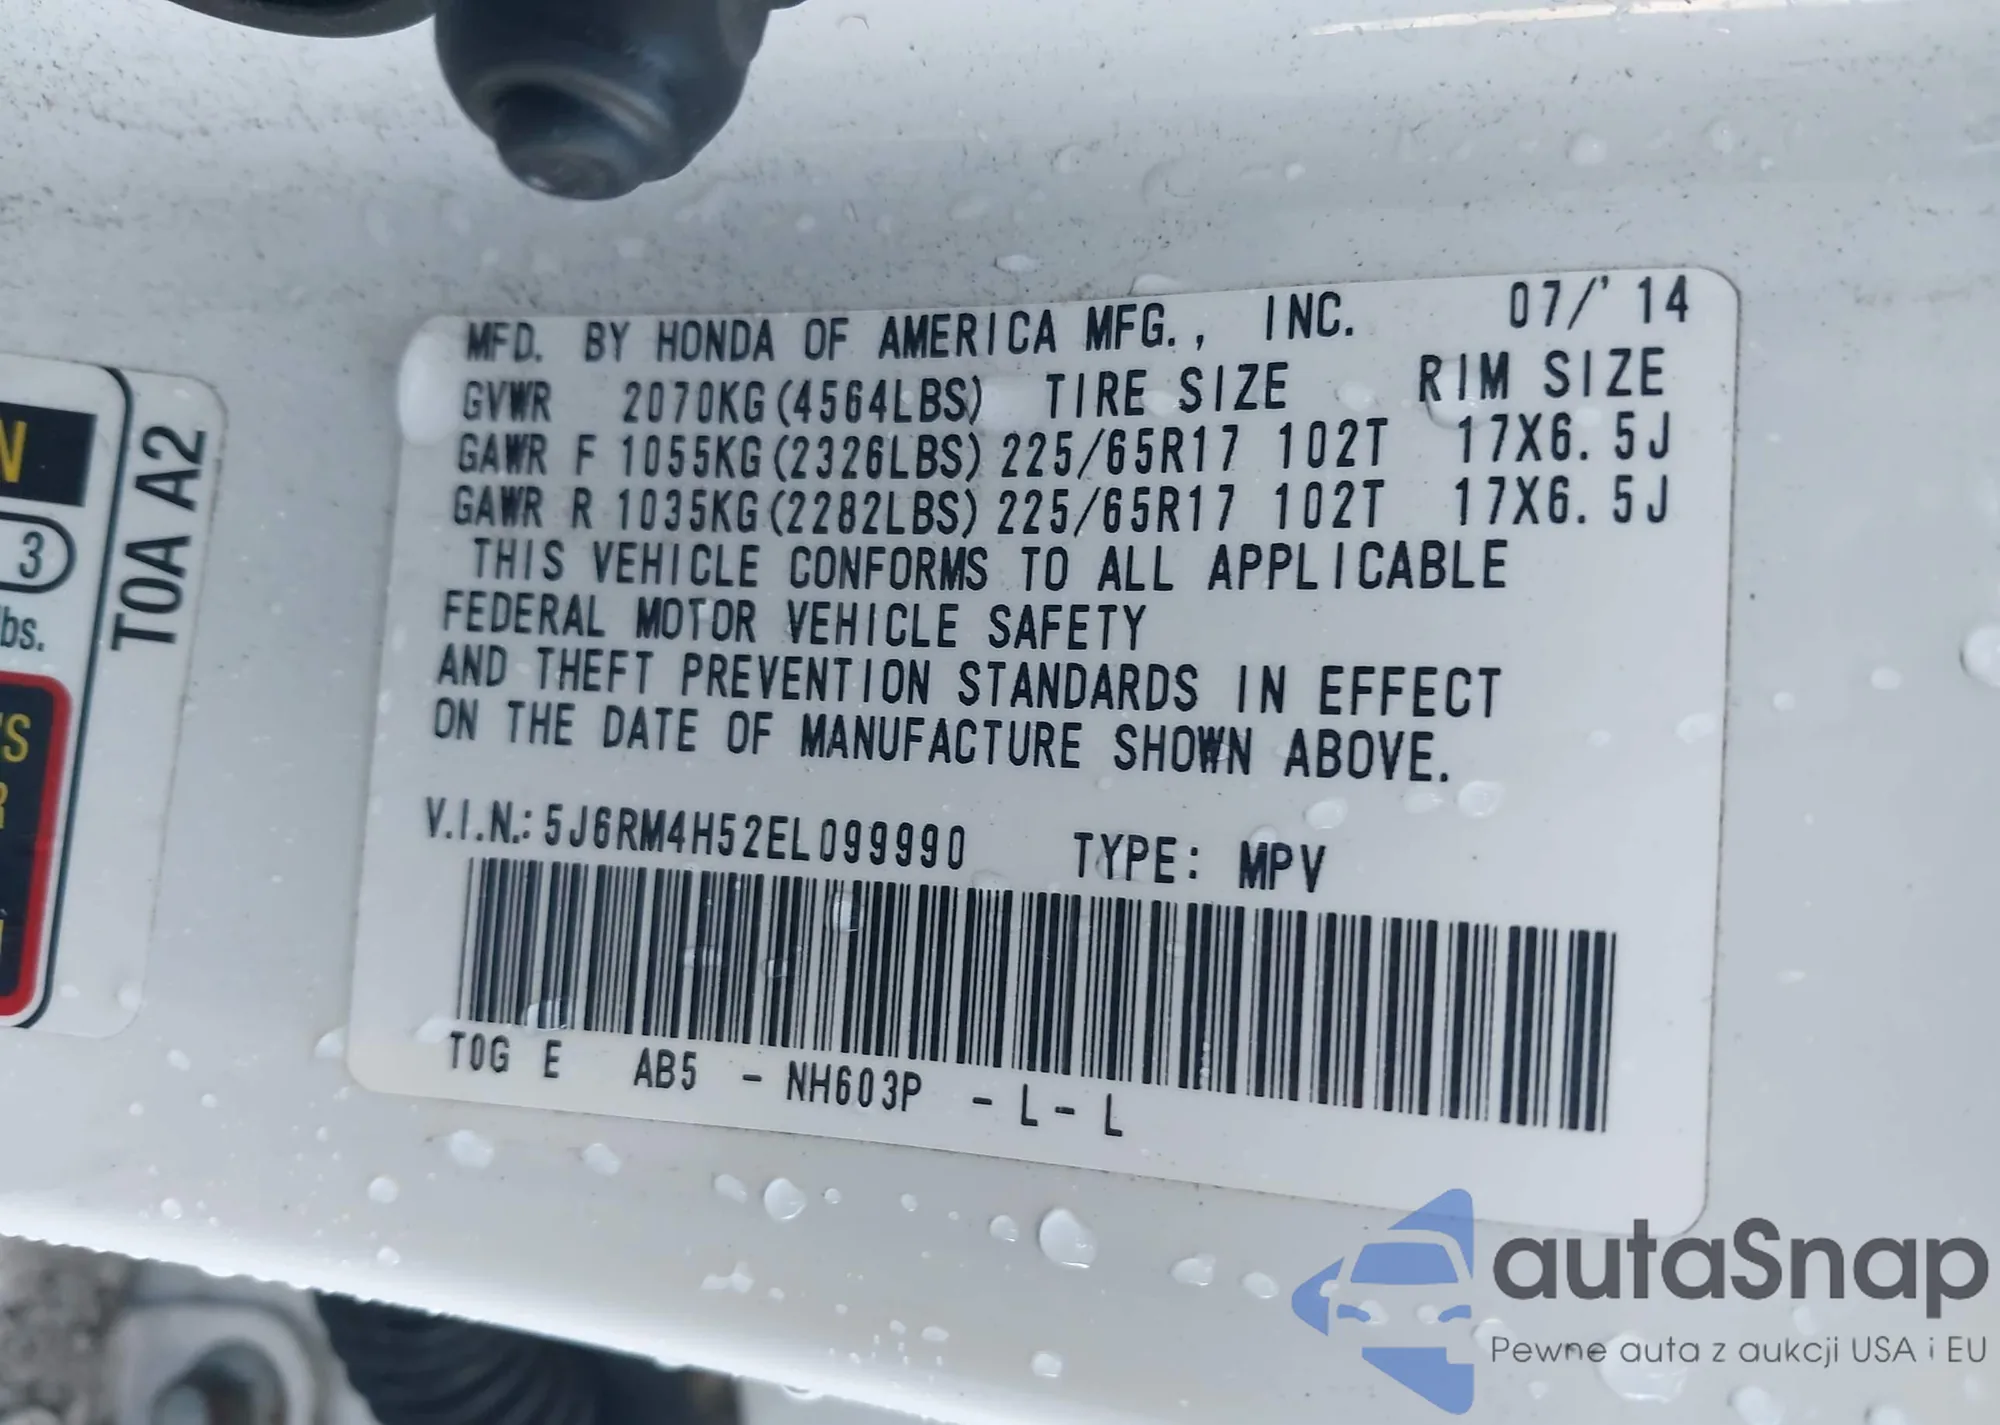 MFD. BY HONDA OF AMERICA MFG., INC. 07/'14
GVWR 2070KG(4564LBS) TIRE SIZE RIM SIZE
GAWR F 1055KG(2326LBS) 225/65R17 102T 17X6.5J
GAWR R 1035KG(2282LBS) 225/65R17 102T 17X6.5J
THIS VEHICLE CONFORMS TO ALL APPLICABLE
FEDERAL MOTOR VEHICLE SAFETY
AND THEFT PREVENTION STANDARDS IN EFFECT
ON THE DATE OF MANUFACTURE SHOWN ABOVE.
V.I.N.: 5J6RM4H52EL099990 TYPE: MPV
T0G E AB5 - NH603P - L - L
T0A A2
3
lbs.
autaSnap
Pewne auta z aukcji USA i EU